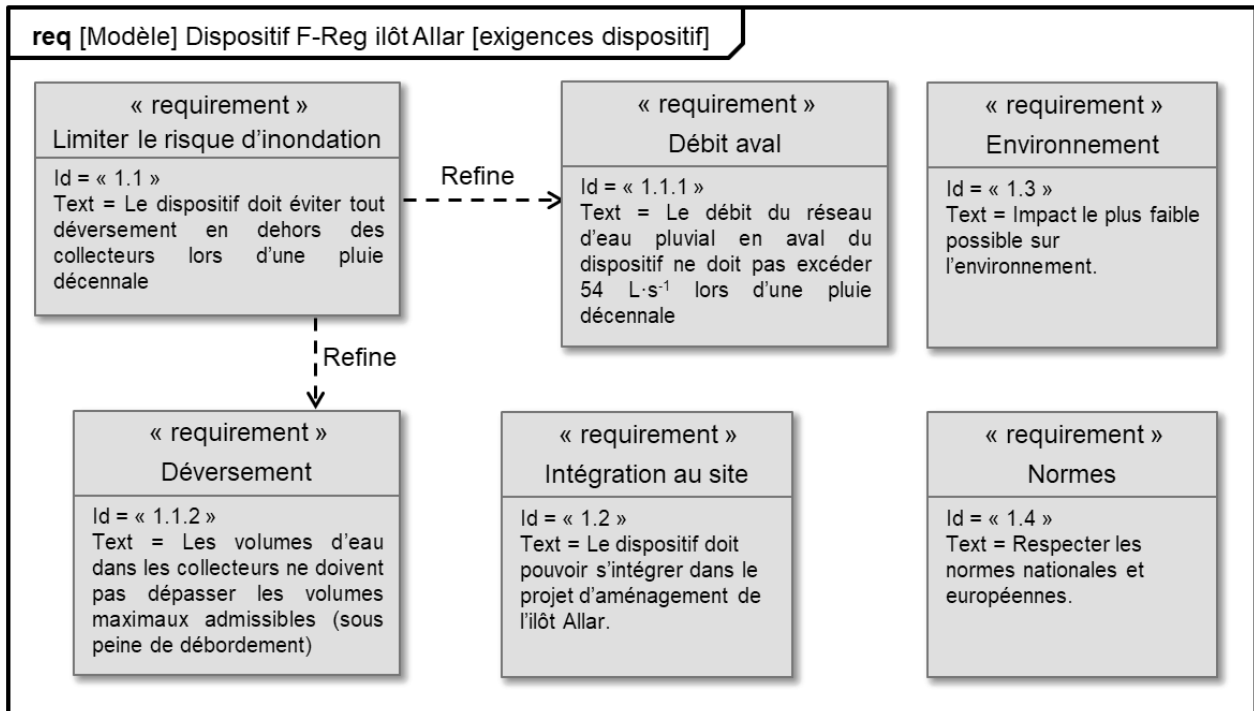 req [Modèle] Dispositif F-Reg ilôt Allar [exigences dispositif]
« requirement »
Limiter le risque d'inondation
Id = « 1.1 »
Text = Le dispositif doit éviter tout
déversement en dehors des
collecteurs lors d'une pluie
décennale
Refine
« requirement »
Débit aval
Id = « 1.1.1 »
Text = Le débit du réseau
d'eau pluvial en aval du
dispositif ne doit pas excéder
54 L·s⁻¹ lors d'une pluie
décennale
« requirement »
Environnement
Id = « 1.3 »
Text = Impact le plus faible
possible sur
l'environnement.
Refine
« requirement »
Déversement
Id = « 1.1.2 »
Text = Les volumes d'eau
dans les collecteurs ne doivent
pas dépasser les volumes
maximaux admissibles (sous
peine de débordement)
« requirement »
Intégration au site
Id = « 1.2 »
Text = Le dispositif doit
pouvoir s'intégrer dans le
projet d'aménagement de
l'ilôt Allar.
« requirement »
Normes
Id = « 1.4 »
Text = Respecter les
normes nationales et
européennes.